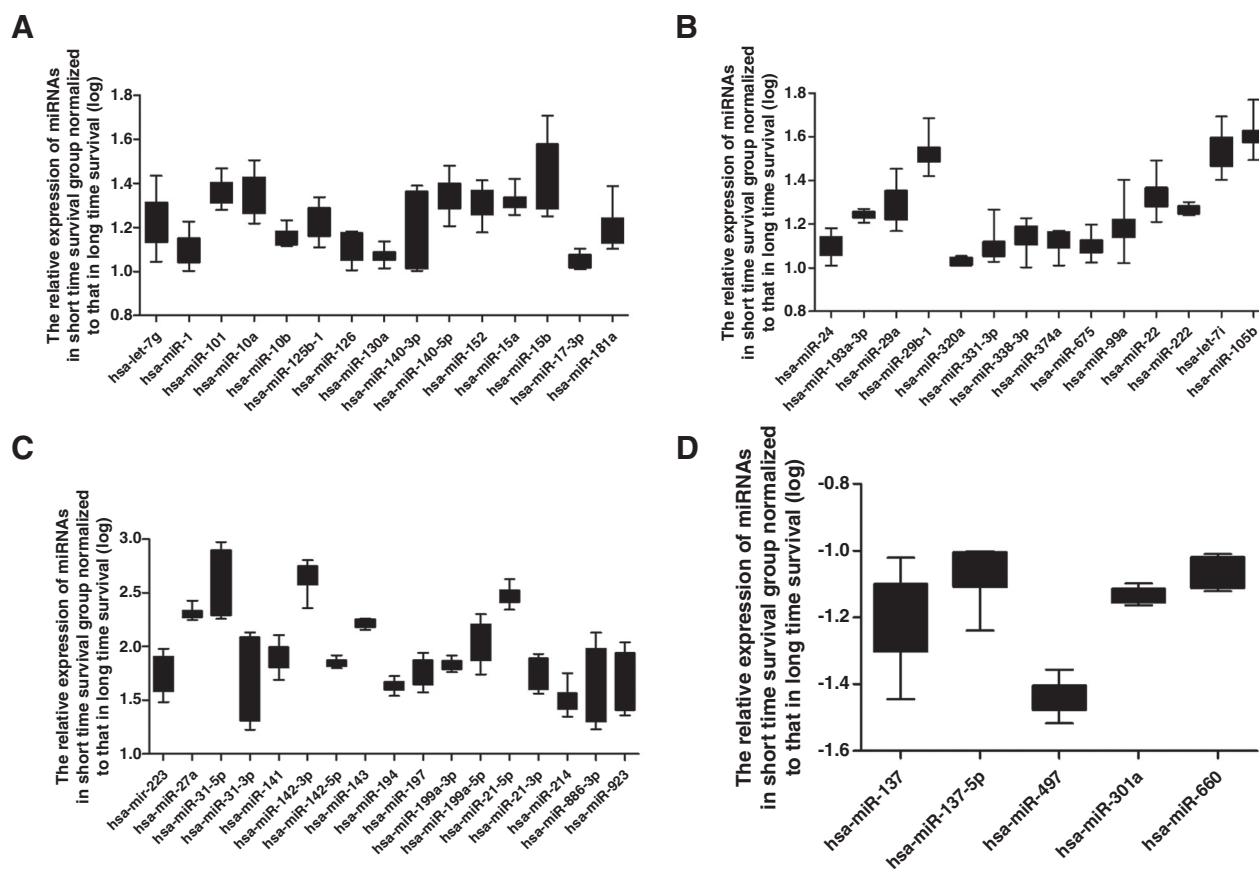 A
The relative expression of miRNAs
in short time survival group normalized
to that in long time survival (log)
1.8
1.6
1.4
1.2
1.0
0.8
hsa-let-7g
hsa-miR-1
hsa-miR-101
hsa-miR-10a
hsa-miR-10b
hsa-miR-125b-1
hsa-miR-126
hsa-miR-130a
hsa-miR-140-3p
hsa-miR-140-5p
hsa-miR-152
hsa-miR-15a
hsa-miR-15b
hsa-miR-17-3p
hsa-miR-181a
B
The relative expression of miRNAs
in short time survival group normalized
to that in long time survival (log)
1.8
1.6
1.4
1.2
1.0
0.8
hsa-miR-24
hsa-miR-193a-3p
hsa-miR-29a
hsa-miR-29b-1
hsa-miR-320a
hsa-miR-331-3p
hsa-miR-338-3p
hsa-miR-374a
hsa-miR-675
hsa-miR-99a
hsa-miR-22
hsa-miR-222
hsa-let-7i
hsa-miR-105b
C
The relative expression of miRNAs
in short time survival group normalized
to that in long time survival (log)
3.0
2.5
2.0
1.5
1.0
hsa-mir-223
hsa-miR-27a
hsa-miR-31-5p
hsa-miR-31-3p
hsa-miR-141
hsa-miR-142-3p
hsa-miR-142-5p
hsa-miR-143
hsa-miR-194
hsa-miR-197
hsa-miR-199a-3p
hsa-miR-199a-5p
hsa-miR-21-5p
hsa-miR-21-3p
hsa-miR-214
hsa-miR-886-3p
hsa-miR-923
D
The relative expression of miRNAs
in short time survival group normalized
to that in long time survival (log)
-0.8
-1.0
-1.2
-1.4
-1.6
hsa-miR-137
hsa-miR-137-5p
hsa-miR-497
hsa-miR-301a
hsa-miR-660